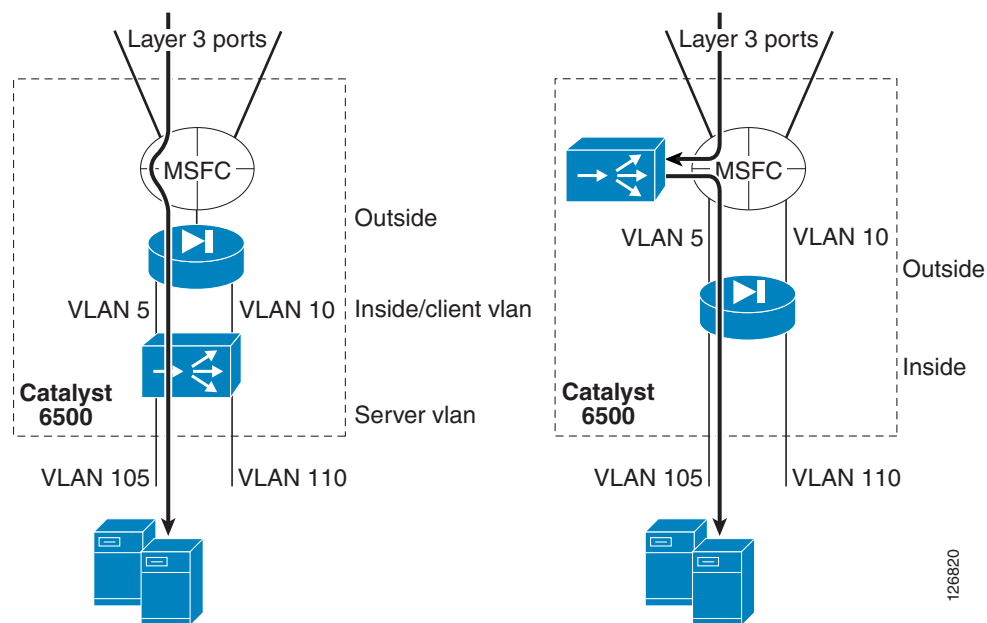 Layer 3 ports
MSFC
Outside
VLAN 5
VLAN 10
Inside/client vlan
Catalyst
6500
Server vlan
VLAN 105
VLAN 110
Layer 3 ports
MSFC
VLAN 5
VLAN 10
Outside
Inside
Catalyst
6500
VLAN 105
VLAN 110
126820